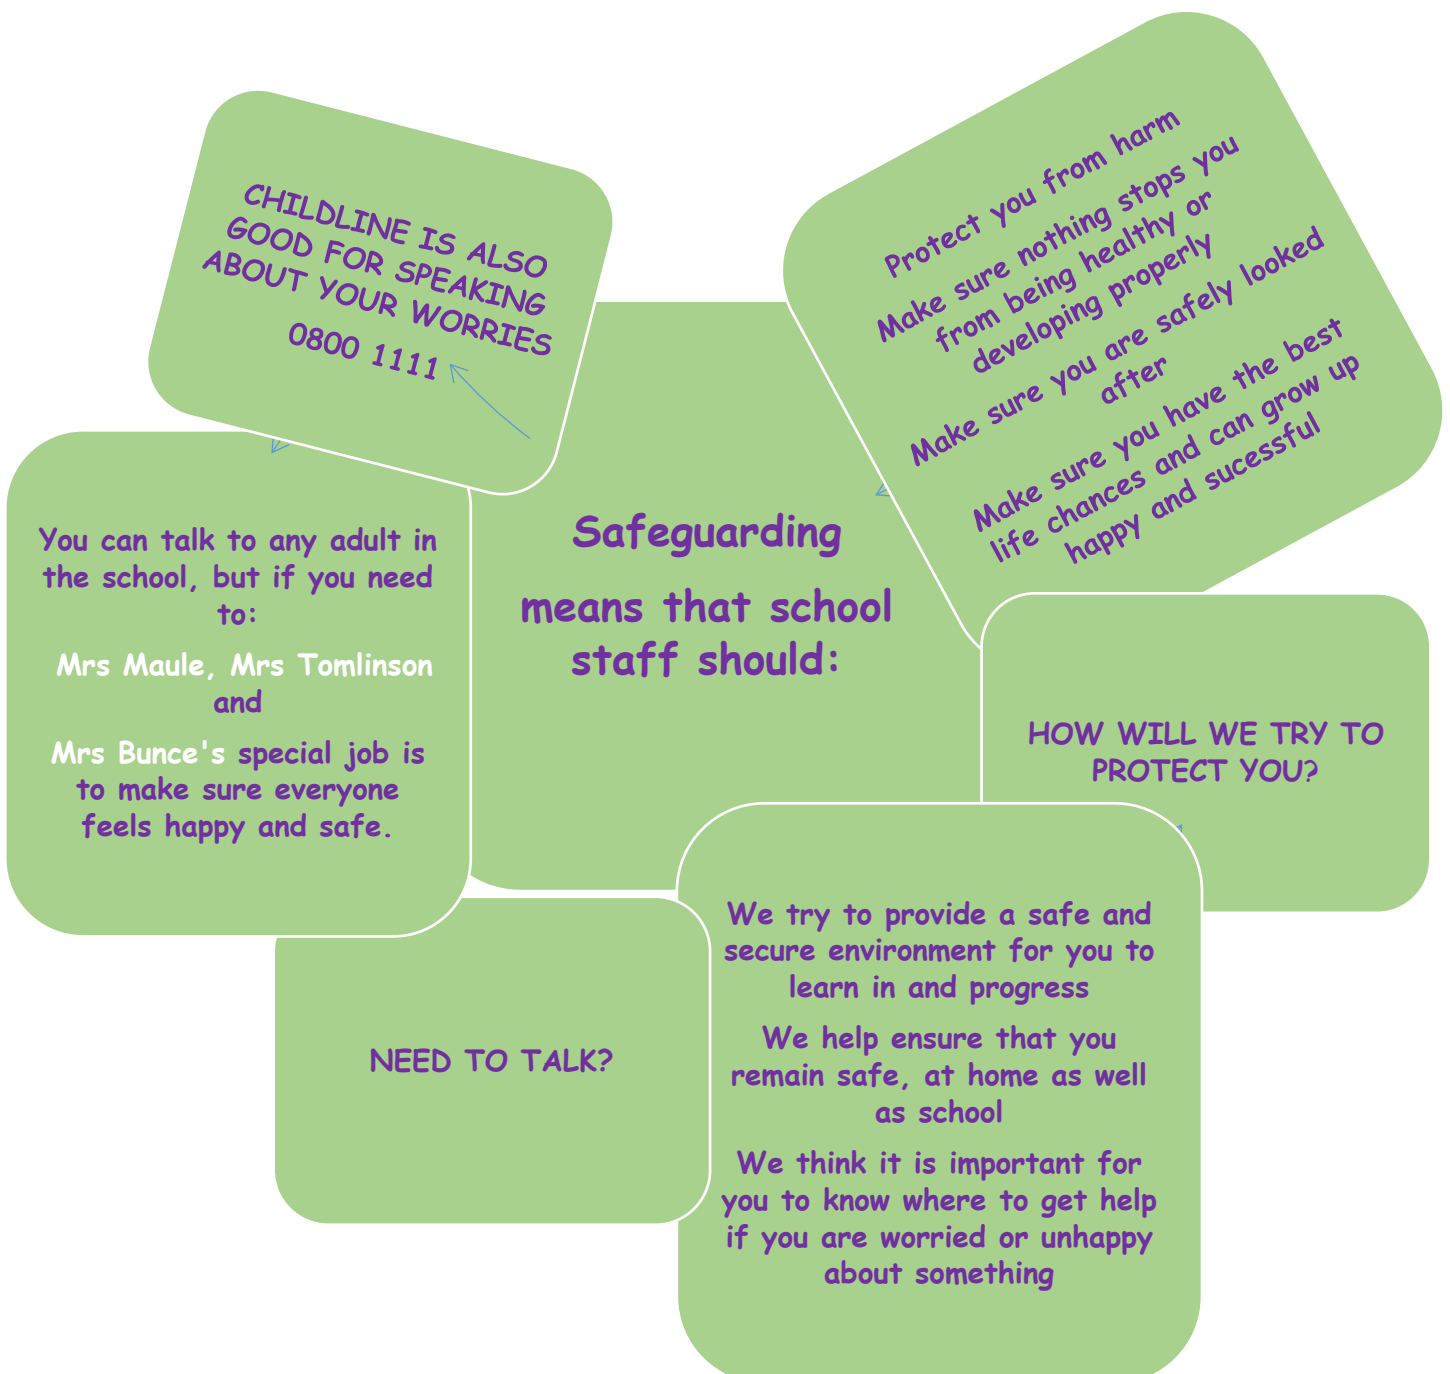 Safeguarding
means that school
staff should:
Protect you from harm
Make sure nothing stops you
from being healthy or
developing properly
Make sure you are safely looked
after
Make sure you have the best
life chances and can grow up
happy and sucessful
HOW WILL WE TRY TO
PROTECT YOU?
We try to provide a safe and
secure environment for you to
learn in and progress
We help ensure that you
remain safe, at home as well
as school
We think it is important for
you to know where to get help
if you are worried or unhappy
about something
NEED TO TALK?
You can talk to any adult in
the school, but if you need
to:
Mrs Maule, Mrs Tomlinson
and
Mrs Bunce's special job is
to make sure everyone
feels happy and safe.
CHILDLINE IS ALSO
GOOD FOR SPEAKING
ABOUT YOUR WORRIES
0800 1111